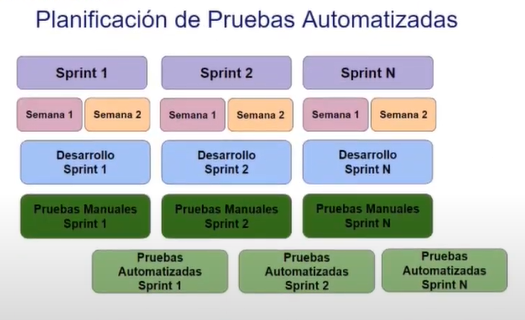 Planificación de Pruebas Automatizadas
Sprint 1 Sprint 2 Sprint N
Semana 1 Semana 2 Semana 1 Semana 2 Semana 1 Semana 2
Desarrollo
Sprint 1
Desarrollo
Sprint 2
Desarrollo
Sprint N
Pruebas Manuales
Sprint 1
Pruebas Manuales
Sprint 2
Pruebas Manuales
Sprint N
Pruebas
Automatizadas
Sprint 1
Pruebas
Automatizadas
Sprint 2
Pruebas
Automatizadas
Sprint N